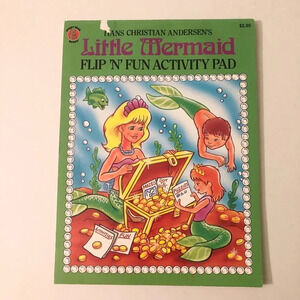 $2.95
HANS CHRISTIAN ANDERSEN'S
Little Mermaid
FLIP 'N' FUN ACTIVITY PAD